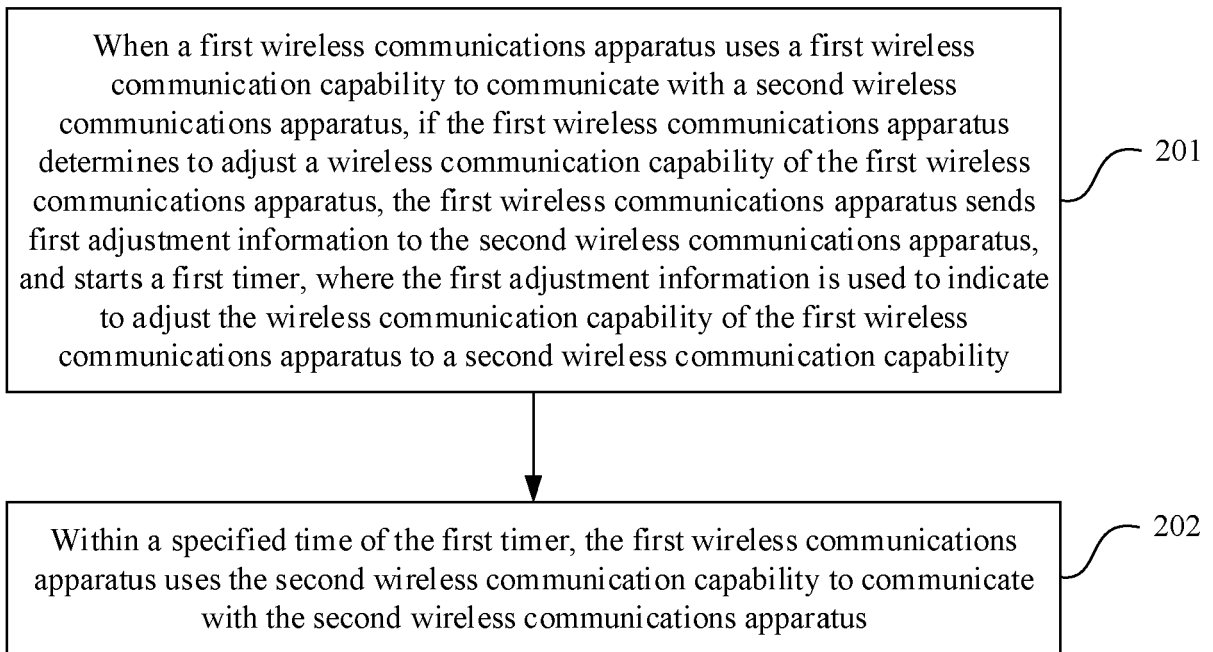 When a first wireless communications apparatus uses a first wireless
communication capability to communicate with a second wireless
communications apparatus, if the first wireless communications apparatus
determines to adjust a wireless communication capability of the first wireless
communications apparatus, the first wireless communications apparatus sends
first adjustment information to the second wireless communications apparatus,
and starts a first timer, where the first adjustment information is used to indicate
to adjust the wireless communication capability of the first wireless
communications apparatus to a second wireless communication capability
201
Within a specified time of the first timer, the first wireless communications
apparatus uses the second wireless communication capability to communicate
with the second wireless communications apparatus
202